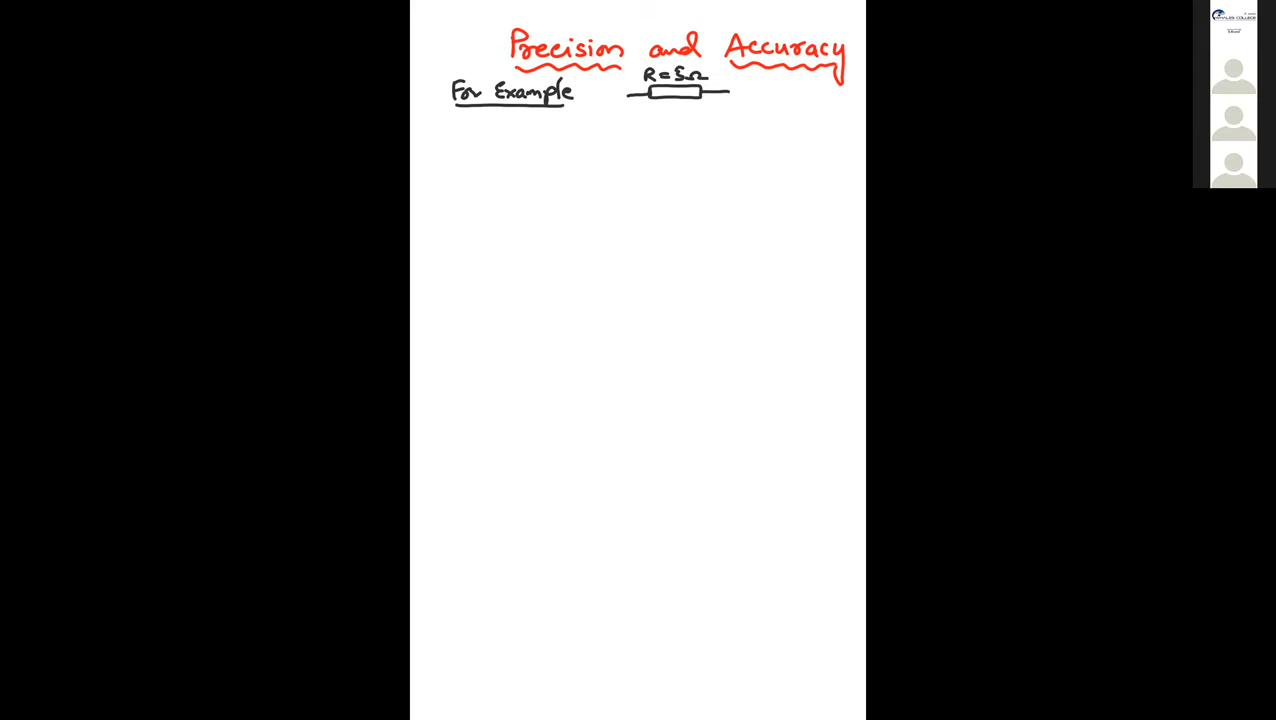 Precision and Accuracy
R = 5Ω
For Example